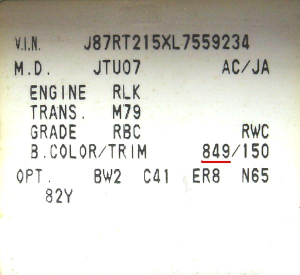 V.I.N. J87RT215XL7559234
M.D. JTU07 AC/JA
ENGINE RLK
TRANS. M79
GRADE RBC RWC
B.COLOR/TRIM 849/150
OPT. BW2 C41 ER8 N65
82Y